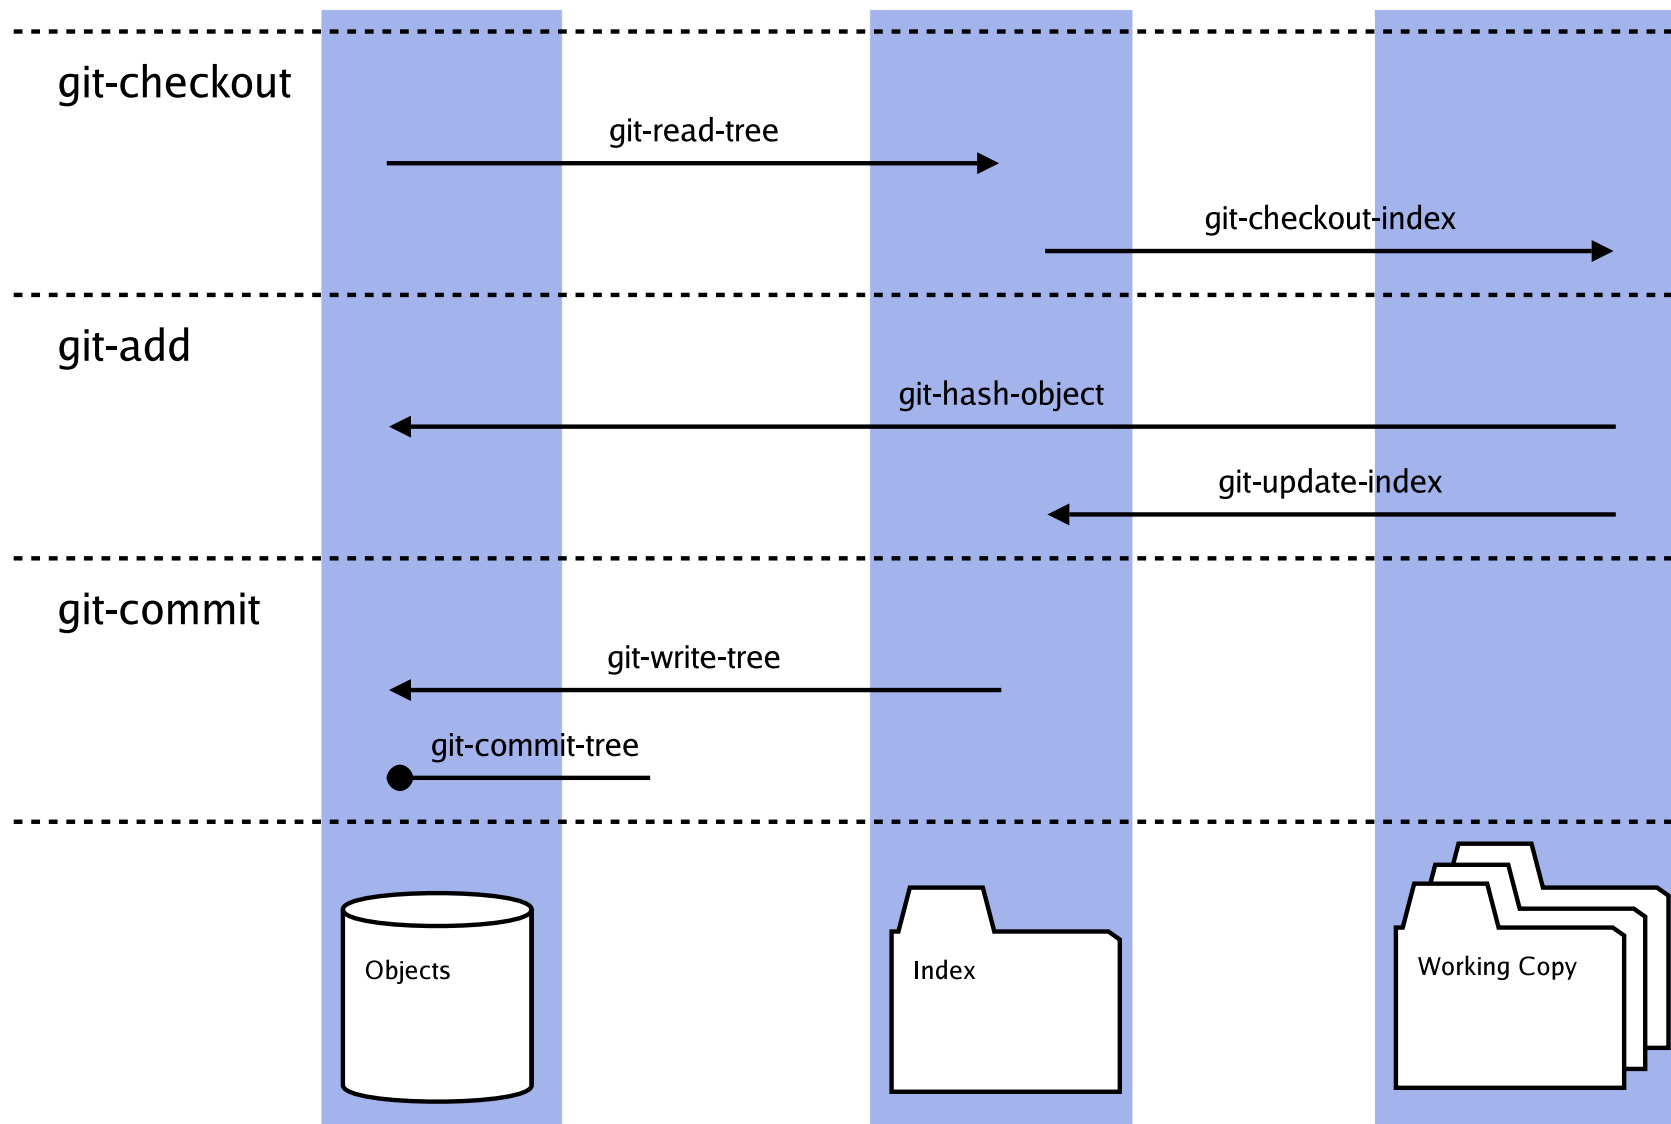 git-checkout
git-read-tree
git-checkout-index
git-add
git-hash-object
git-update-index
git-commit
git-write-tree
git-commit-tree
Objects
Index
Working Copy